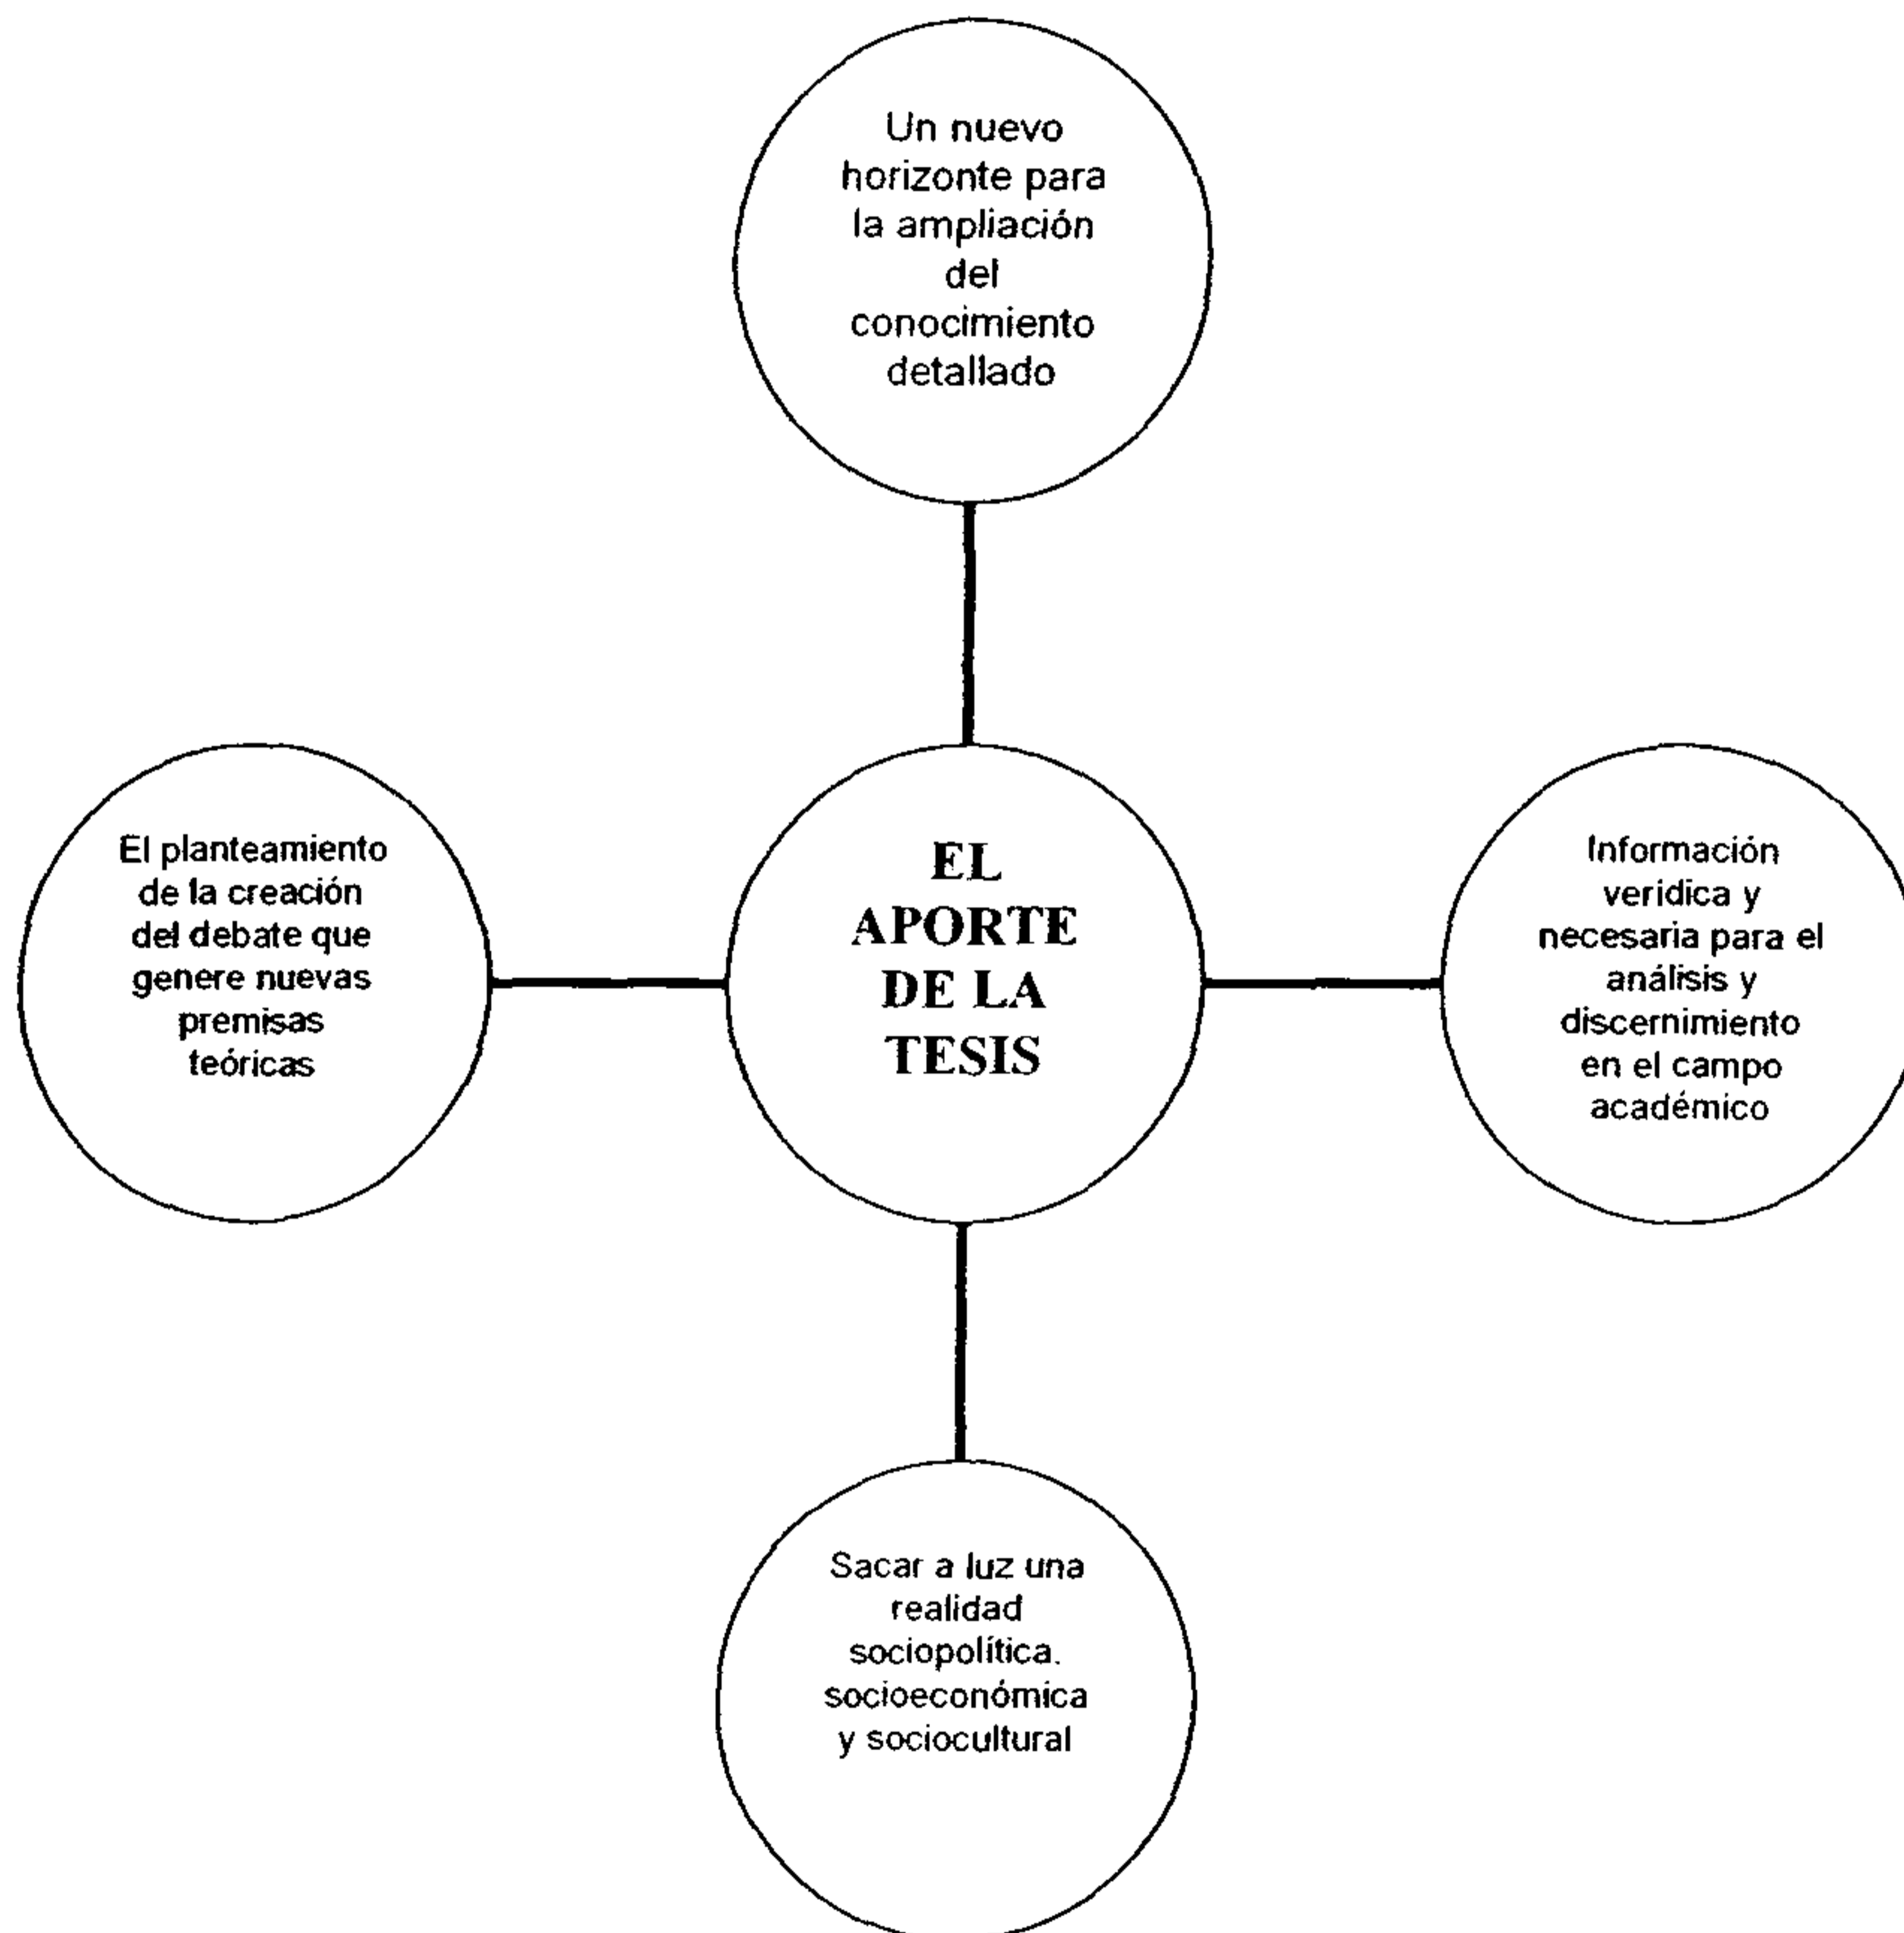 Un nuevo
horizonte para
la ampliación
del
conocimiento
detallado
El planteamiento
de la creación
del debate que
genere nuevas
premisas
teóricas
EL
APORTE
DE LA
TESIS
Información
verídica y
necesaria para el
análisis y
discernimiento
en el campo
académico
Sacar a luz una
realidad
sociopolítica.
socioeconómica
y sociocultural